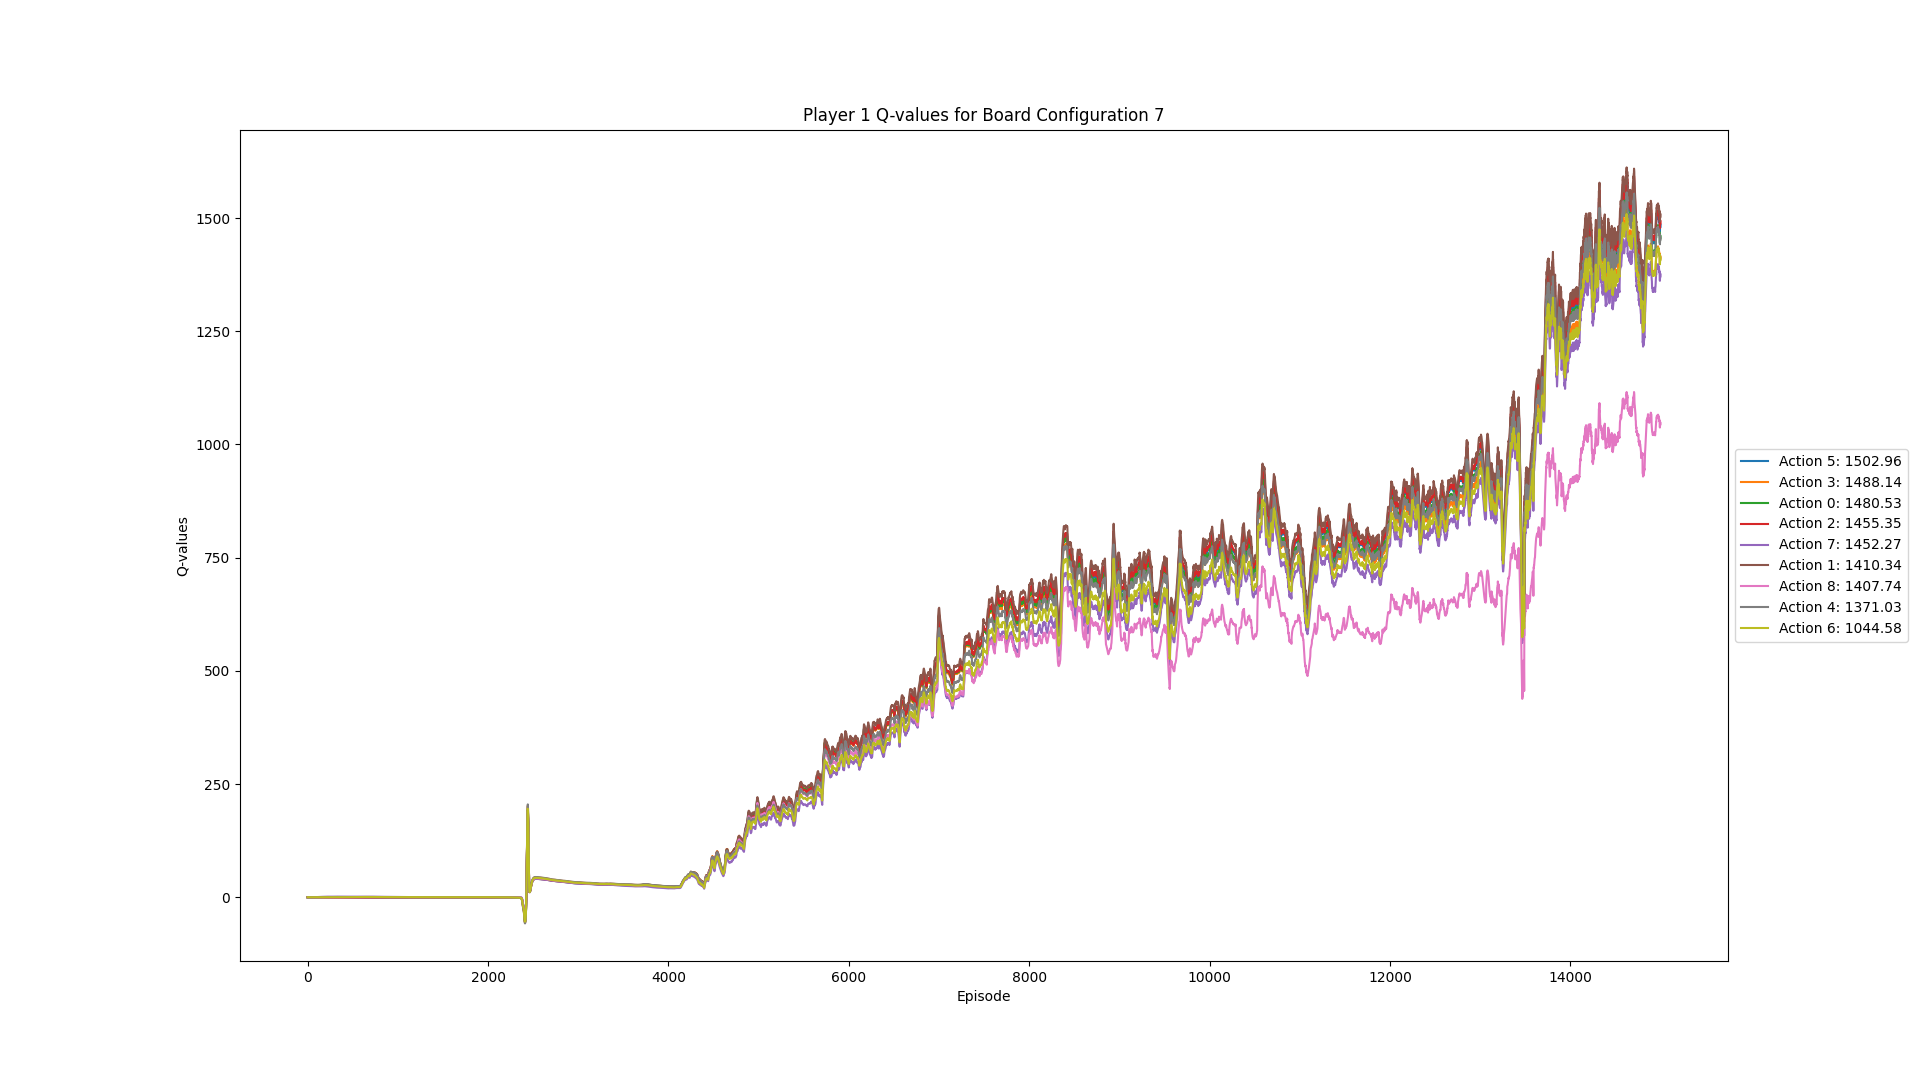 Player 1 Q-values for Board Configuration 7
1500
1250
1000
750
500
250
0
Q-values
0 2000 4000 6000 8000 10000 12000 14000
Episode
Action 5: 1502.96
Action 3: 1488.14
Action 0: 1480.53
Action 2: 1455.35
Action 7: 1452.27
Action 1: 1410.34
Action 8: 1407.74
Action 4: 1371.03
Action 6: 1044.58